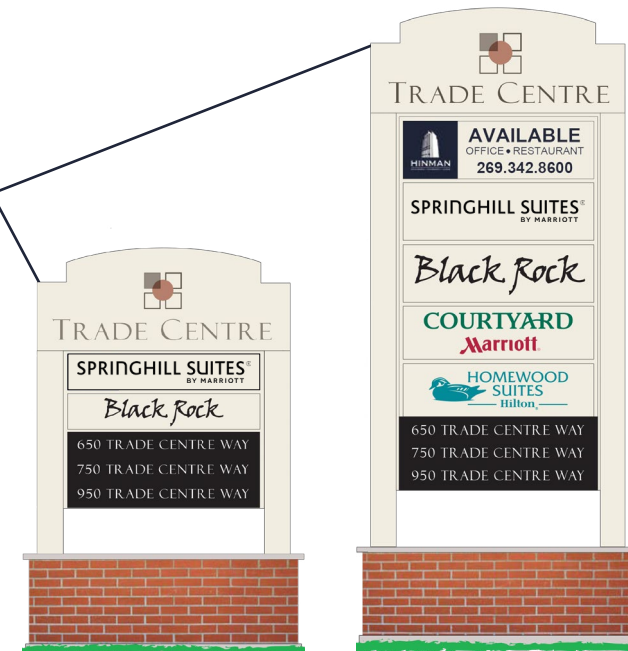 TRADE CENTRE
SPRINGHILL SUITES®
BY MARRIOTT
Black Rock
650 TRADE CENTRE WAY
750 TRADE CENTRE WAY
950 TRADE CENTRE WAY
TRADE CENTRE
HINMAN
AVAILABLE
OFFICE • RESTAURANT
269.342.8600
SPRINGHILL SUITES®
BY MARRIOTT
Black Rock
COURTYARD
Marriott.
HOMEWOOD
SUITES
Hilton
650 TRADE CENTRE WAY
750 TRADE CENTRE WAY
950 TRADE CENTRE WAY